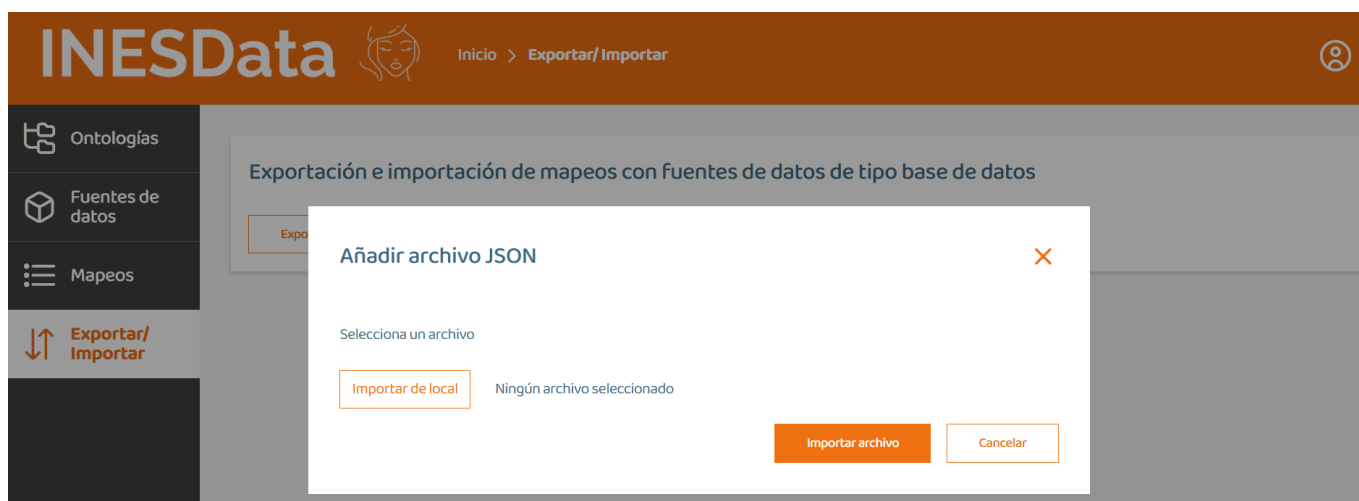 INESData
Inicio > Exportar/ Importar
Ontologías
Fuentes de
datos
Mapeos
Exportar/
Importar
Exportación e importación de mapeos con fuentes de datos de tipo base de datos
Expo
Añadir archivo JSON
Selecciona un archivo
Importar de local
Ningún archivo seleccionado
Importar archivo
Cancelar